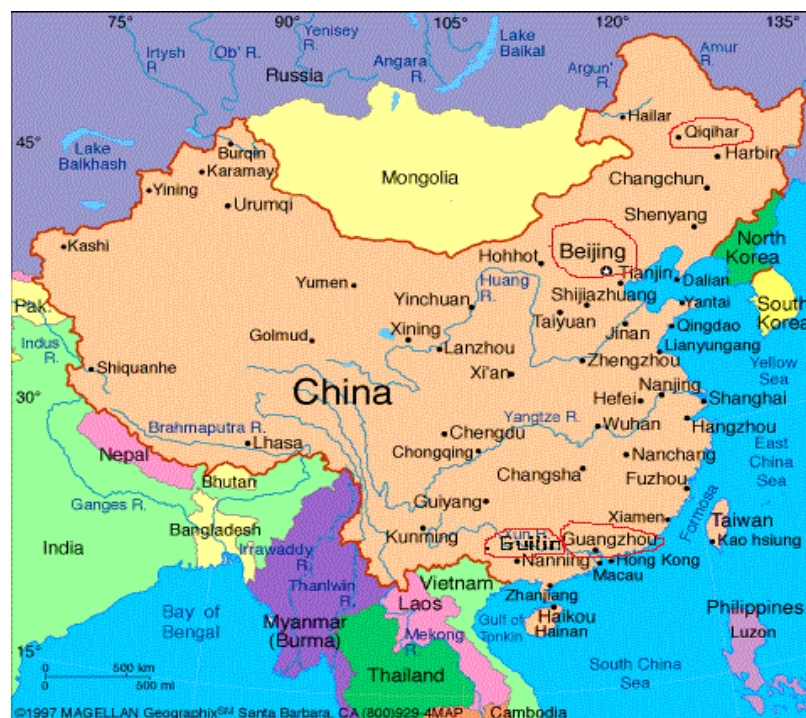 75° 90° 105° 120° 135°
Irtysh
R.
Ob' R.
Yenisey
R.
Angara
R.
Lake
Baikal
Russia
Argun'
R.
Amur
R.
Hailar
Qiqihar
Harbin
45°
Lake
Balkhash
Burqin
Karamay
Mongolia
Changchun
Yining
Urumqi
Shenyang
Kashi
Hohhot
Beijing
North
Korea
Tianjin
Dalian
Yumen
Huang
R.
Yinchuan
Shijiazhuang
Yantai
South
Korea
Pak.
Taiyuan
Golmud
Xining
Jinan
Qingdao
Indus
R.
Lanzhou
Lianyungang
Shiquanhe
Xi'an
Zhengzhou
Yellow
Sea
China
30°
Nanjing
Hefei
Shanghai
Brahmaputra R.
Yangtze R.
Wuhan
Hangzhou
Lhasa
Chengdu
Nepal
Chongqing
Nanchang
East
China
Sea
Bhutan
Changsha
Fuzhou
Ganges R.
Guiyang
Formosa
Xiamen
Bangladesh
Kunming
Guilin
Guangzhou
Taiwan
Kao hsiung
India
Irrawaddy
R.
Nanning
Hong Kong
Macau
Thanlwin
R.
Vietnam
Laos
Zhanjiang
Bay of
Bengal
Myanmar
(Burma)
Haikou
Hainan
Gulf of
Tonkin
Mekong
R.
Philippines
Luzon
15°
0 500 km
0 500 mi
Thailand
South China
Sea
©1997 MAGELLAN Geographix℠ Santa Barbara, CA (800)929-4MAP
Cambodia